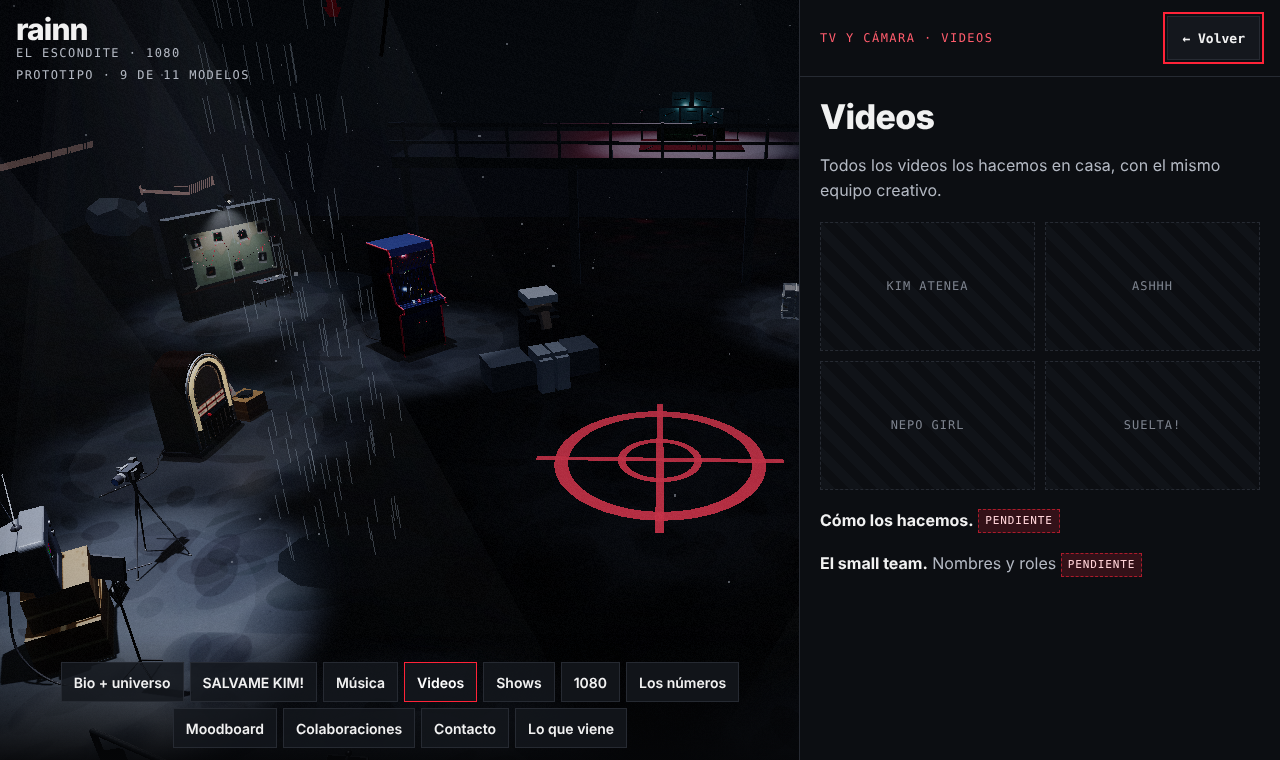 rainn
EL ESCONDITE · 1080
PROTOTIPO · 9 DE 11 MODELOS
TV Y CÁMARA · VIDEOS
← Volver
Videos
Todos los videos los hacemos en casa, con el mismo
equipo creativo.
KIM ATENEA
ASHHH
NEPO GIRL
SUELTA!
Cómo los hacemos. PENDIENTE
El small team. Nombres y roles PENDIENTE
Bio + universo
SALVAME KIM!
Música
Videos
Shows
1080
Los números
Moodboard
Colaboraciones
Contacto
Lo que viene